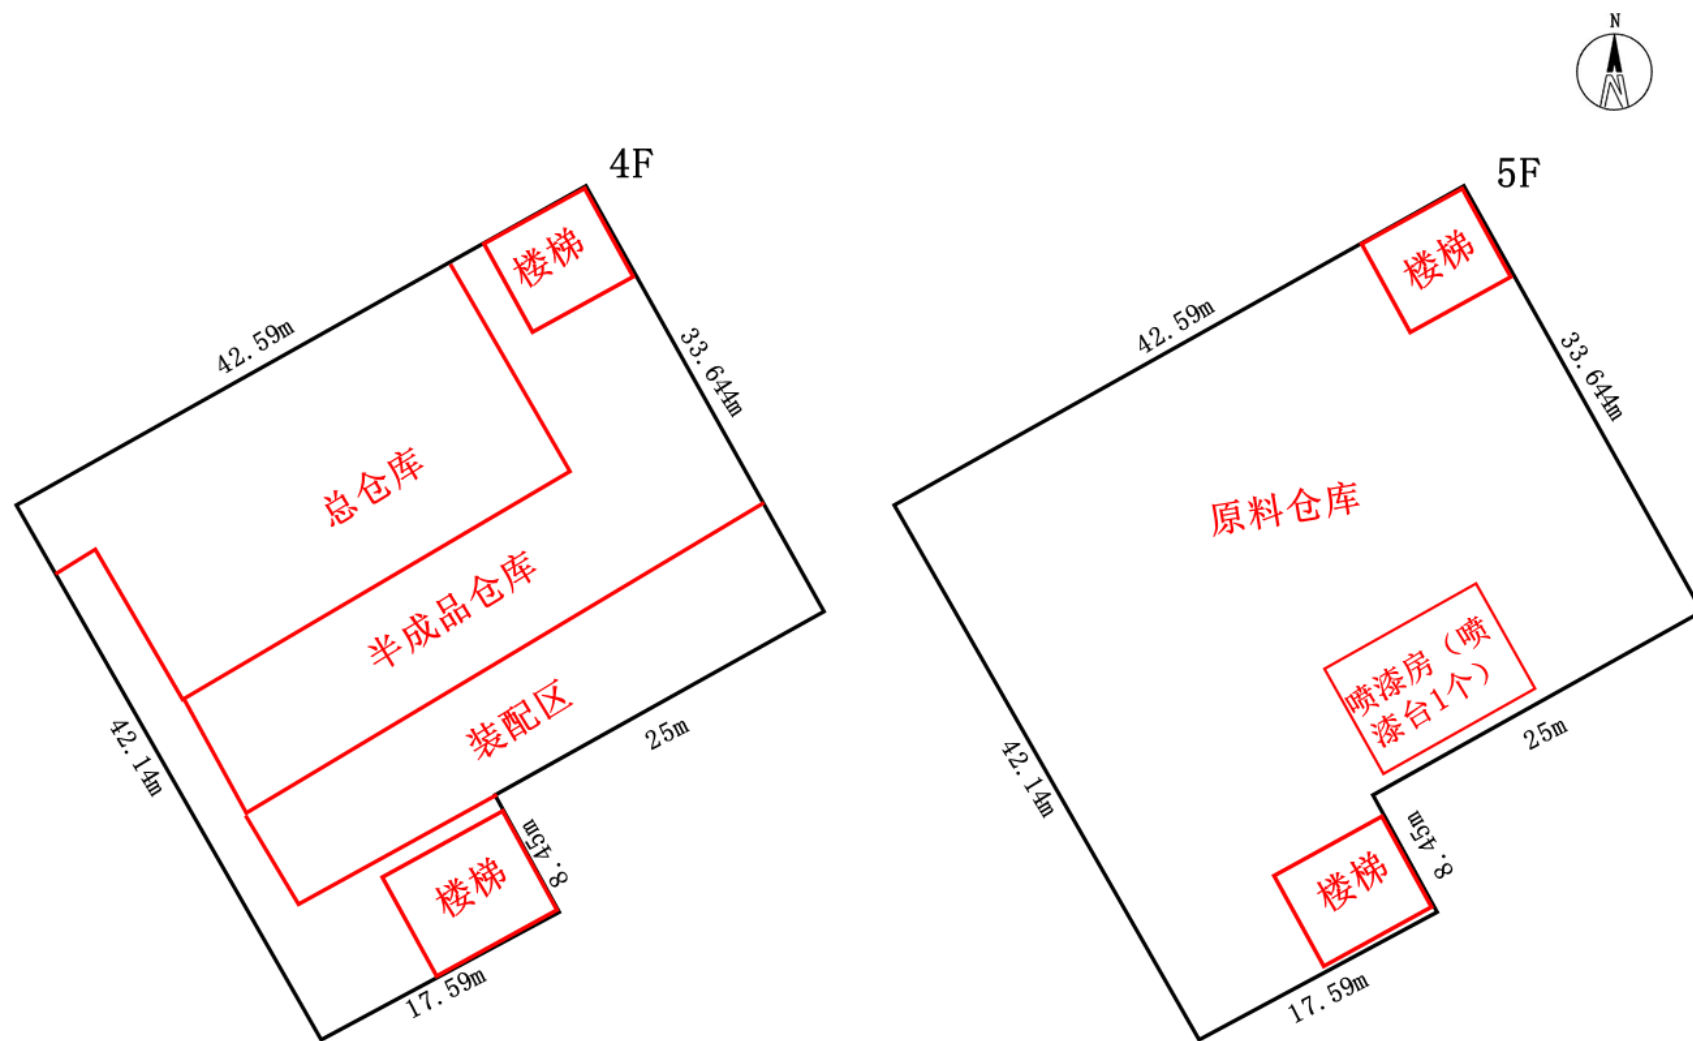 N
4F
楼梯
42.59m
33.644m
总仓库
半成品仓库
装配区
42.14m
25m
8.45m
楼梯
17.59m
5F
楼梯
42.59m
33.644m
原料仓库
喷漆房（喷
漆台1个）
42.14m
25m
8.45m
楼梯
17.59m